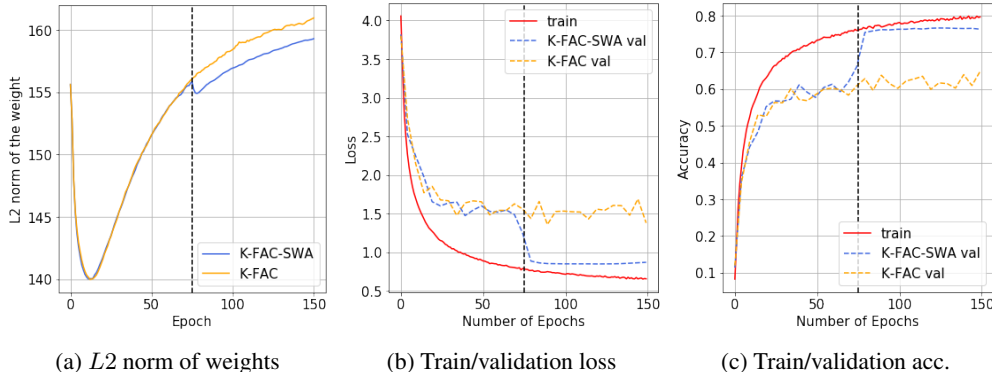 160
155
150
145
140
L2 norm of the weight
K-FAC-SWA
K-FAC
0 50 100 150
Epoch
(a) L2 norm of weights
4.0
3.5
3.0
2.5
2.0
1.5
1.0
0.5
Loss
train
K-FAC-SWA val
K-FAC val
0 50 100 150
Number of Epochs
(b) Train/validation loss
0.8
0.7
0.6
0.5
0.4
0.3
0.2
0.1
Accuracy
train
K-FAC-SWA val
K-FAC val
0 50 100 150
Number of Epochs
(c) Train/validation acc.